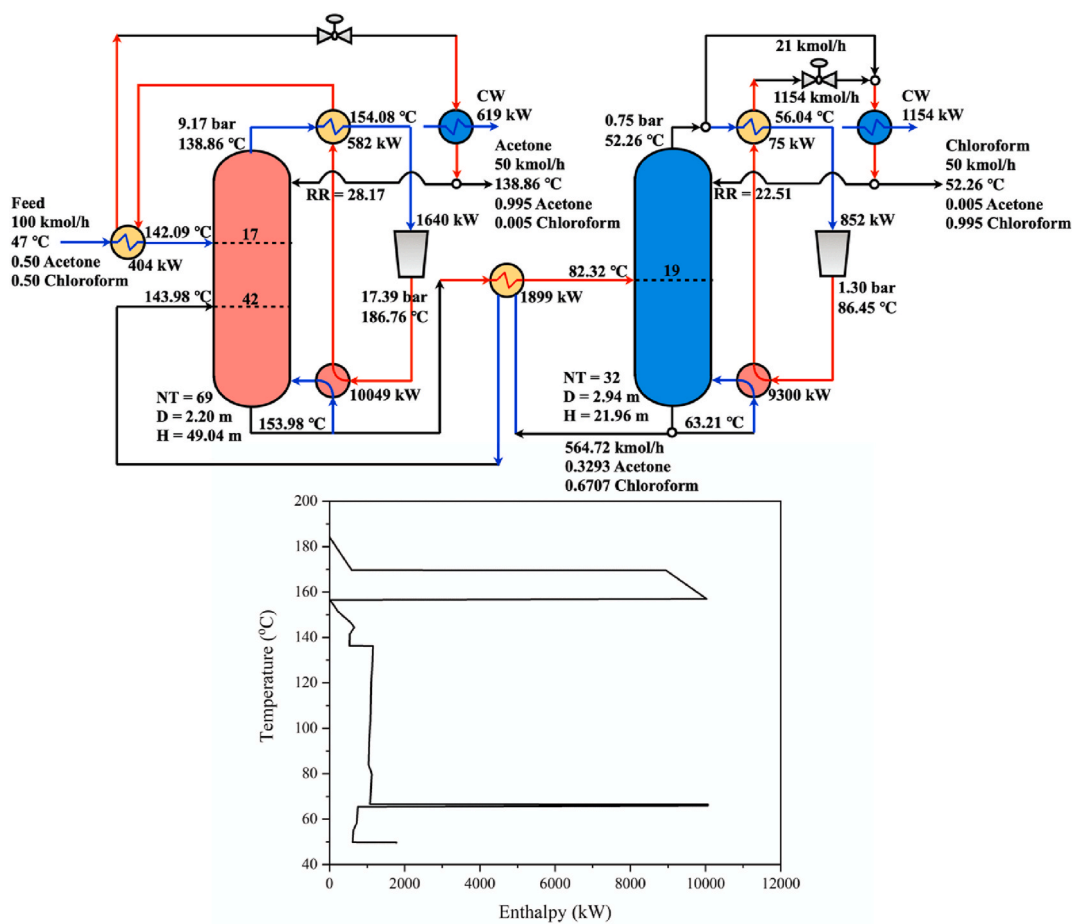 21 kmol/h
1154 kmol/h
CW
619 kW
154.08 ℃
582 kW
9.17 bar
138.86 ℃
Acetone
50 kmol/h
138.86 ℃
0.995 Acetone
0.005 Chloroform
RR = 28.17
Feed
100 kmol/h
47 ℃
0.50 Acetone
0.50 Chloroform
142.09 ℃
404 kW
17
143.98 ℃
42
1640 kW
17.39 bar
186.76 ℃
10049 kW
NT = 69
D = 2.20 m
H = 49.04 m
153.98 ℃
1899 kW
82.32 ℃
0.75 bar
52.26 ℃
56.04 ℃
75 kW
CW
1154 kW
Chloroform
50 kmol/h
52.26 ℃
0.005 Acetone
0.995 Chloroform
RR = 22.51
852 kW
19
1.30 bar
86.45 ℃
9300 kW
NT = 32
D = 2.94 m
H = 21.96 m
63.21 ℃
564.72 kmol/h
0.3293 Acetone
0.6707 Chloroform
200
180
160
140
120
100
80
60
40
Temperature (°C)
0
2000
4000
6000
8000
10000
12000
Enthalpy (kW)